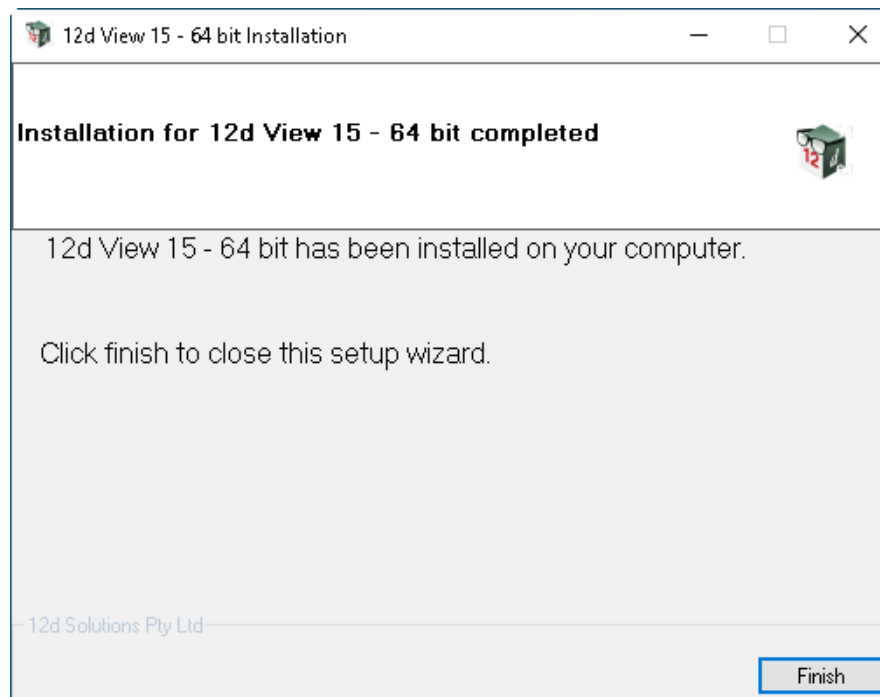 12d View 15 - 64 bit Installation
Installation for 12d View 15 - 64 bit completed
12
d
12d View 15 - 64 bit has been installed on your computer.
Click finish to close this setup wizard.
12d Solutions Pty Ltd
Finish